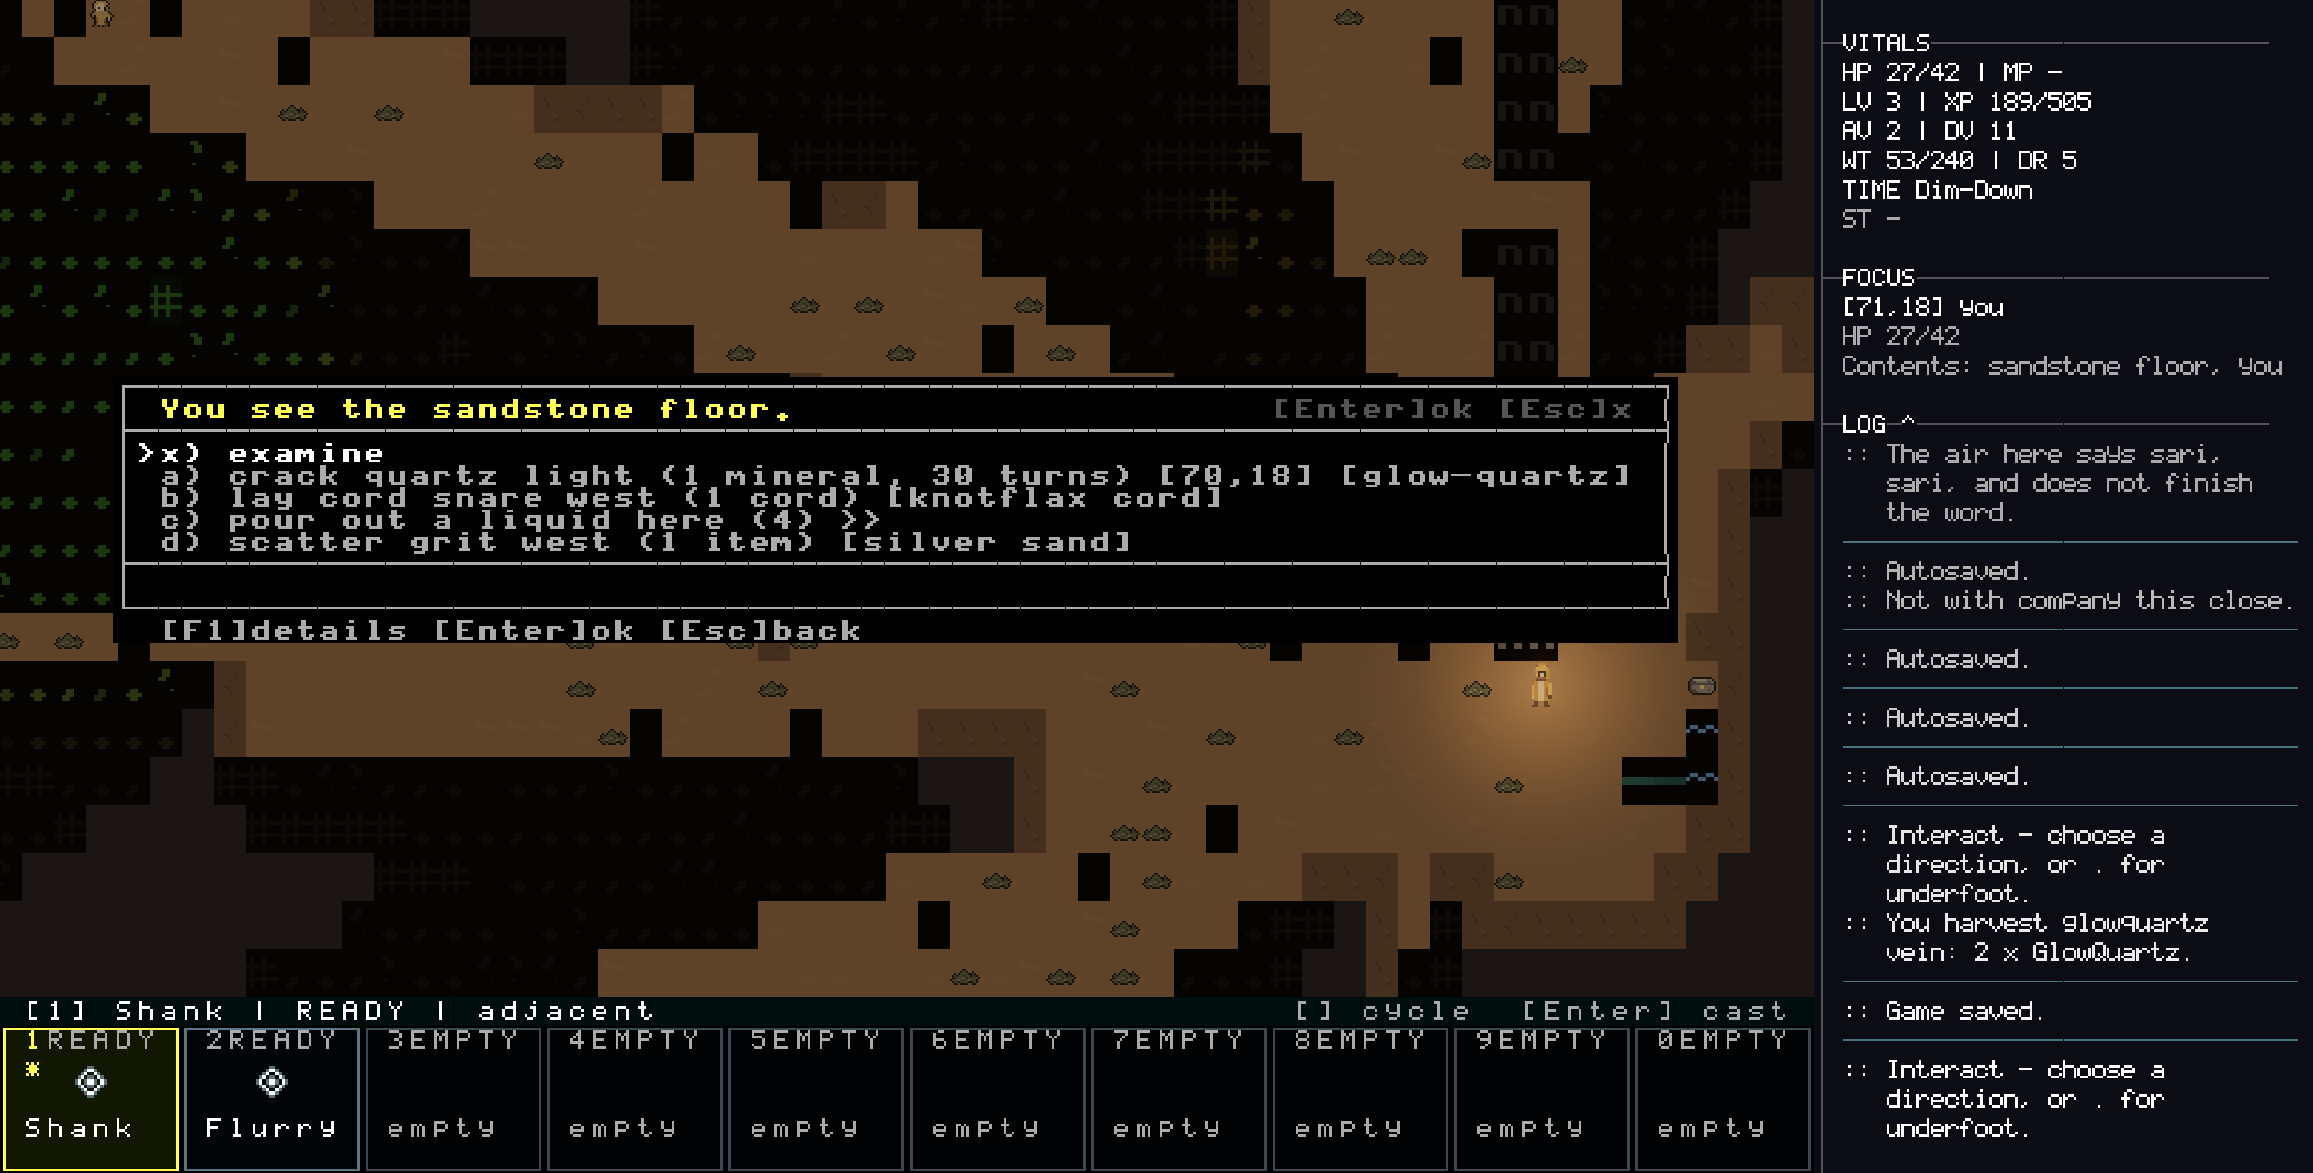 VITALS
HP 27/42 | MP -
LV 3 | XP 189/505
AV 2 | DV 11
WT 53/240 | DR 5
TIME Dim-Down
ST -
FOCUS
[71,18] You
HP 27/42
Contents: sandstone floor, You
LOG ^
:: The air here says sari,
sari, and does not finish
the word.
:: Autosaved.
:: Not with company this close.
:: Autosaved.
:: Autosaved.
:: Autosaved.
:: Interact - choose a
direction, or . for
underfoot.
:: You harvest glowquartz
vein: 2 x GlowQuartz.
:: Game saved.
:: Interact - choose a
direction, or . for
underfoot.
You see the sandstone floor. [Enter]ok [Esc]x
>x) examine
a) crack quartz light (1 mineral, 30 turns) [70,18] [glow-quartz]
b) lay cord snare west (1 cord) [knotflax cord]
c) pour out a liquid here (4) >>
d) scatter grit west (1 item) [silver sand]
[F1]details [Enter]ok [Esc]back
[1] Shank | READY | adjacent [] cycle [Enter] cast
1READY 2READY 3EMPTY 4EMPTY 5EMPTY 6EMPTY 7EMPTY 8EMPTY 9EMPTY 0EMPTY
*
Shank Flurry empty empty empty empty empty empty empty empty